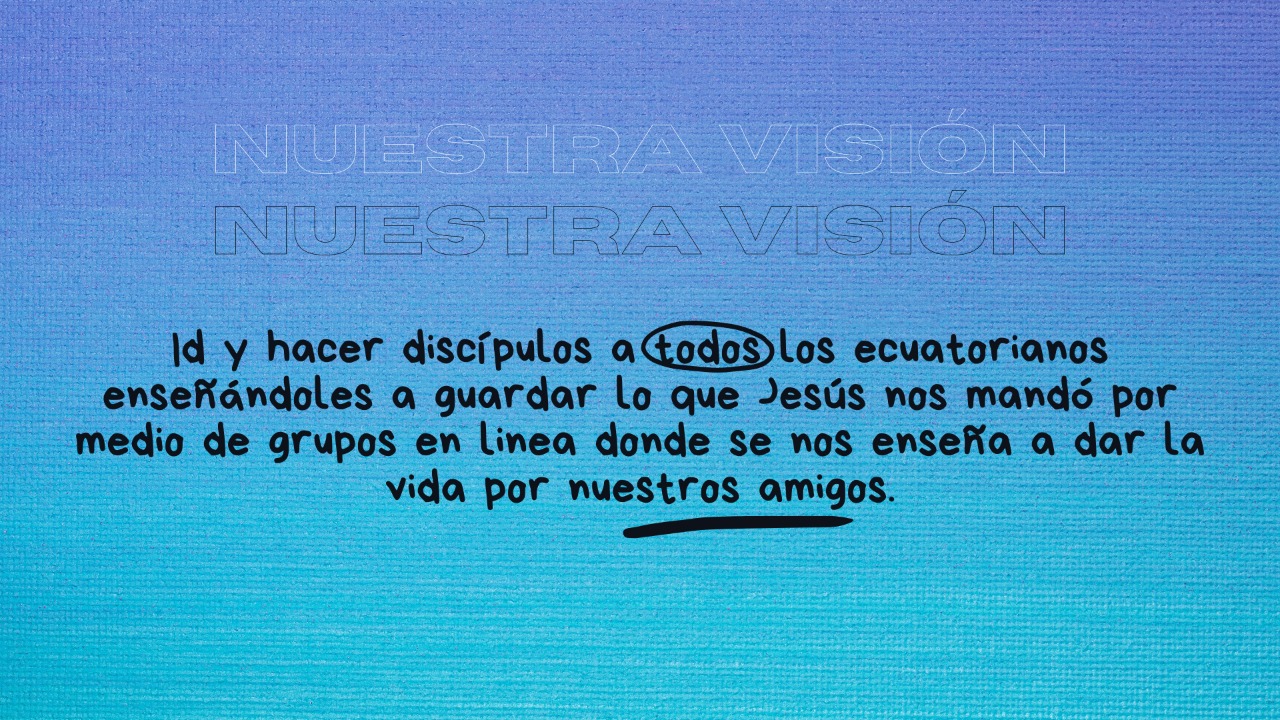 NUESTRA VISIÓN
NUESTRA VISIÓN
Id y hacer discípulos a todos los ecuatorianos
enseñándoles a guardar lo que Jesús nos mandó por
medio de grupos en linea donde se nos enseña a dar la
vida por nuestros amigos.